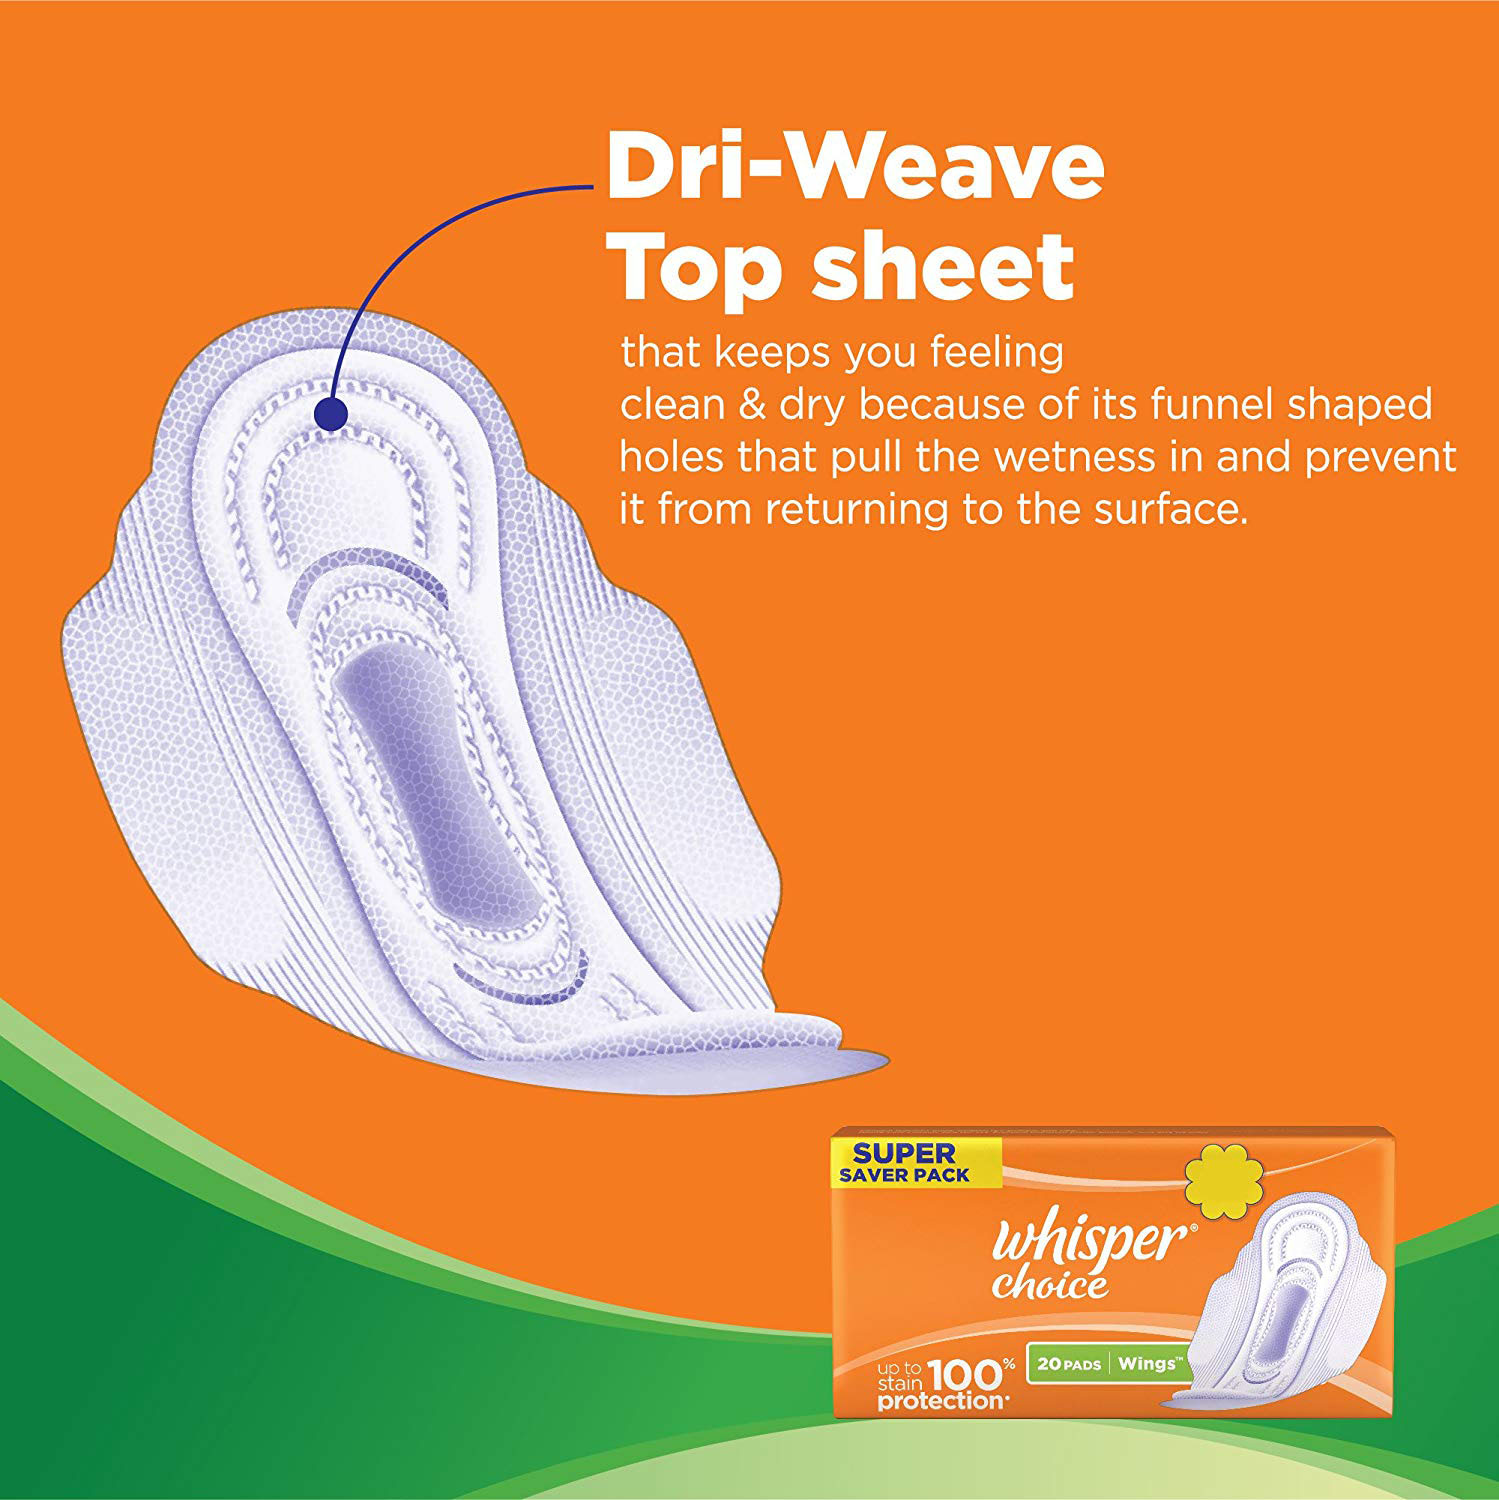 Dri-Weave
Top sheet
that keeps you feeling
clean & dry because of its funnel shaped
holes that pull the wetness in and prevent
it from returning to the surface.
SUPER
SAVER PACK
whisper®
choice
up to 100%
stain
protection*
20 PADS | Wings™